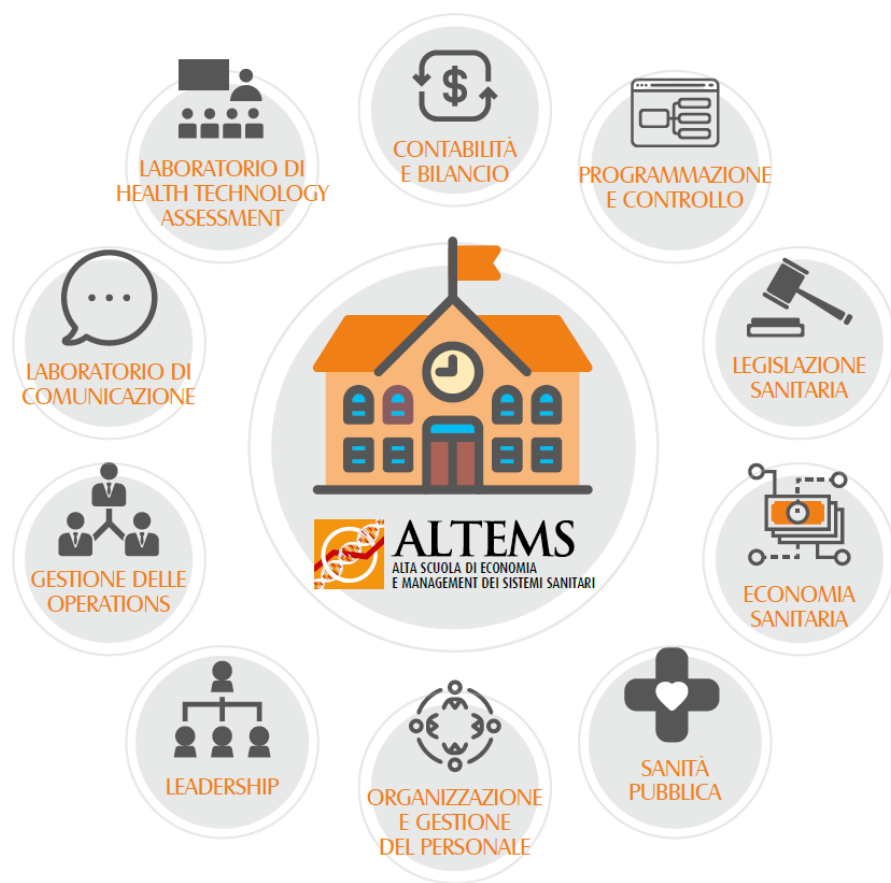 CONTABILITÀ
E BILANCIO
PROGRAMMAZIONE
E CONTROLLO
LEGISLAZIONE
SANITARIA
ECONOMIA
SANITARIA
SANITÀ
PUBBLICA
ORGANIZZAZIONE
E GESTIONE
DEL PERSONALE
LEADERSHIP
GESTIONE DELLE
OPERATIONS
LABORATORIO DI
COMUNICAZIONE
LABORATORIO DI
HEALTH TECHNOLOGY
ASSESSMENT
ALTEMS
ALTA SCUOLA DI ECONOMIA
E MANAGEMENT DEI SISTEMI SANITARI